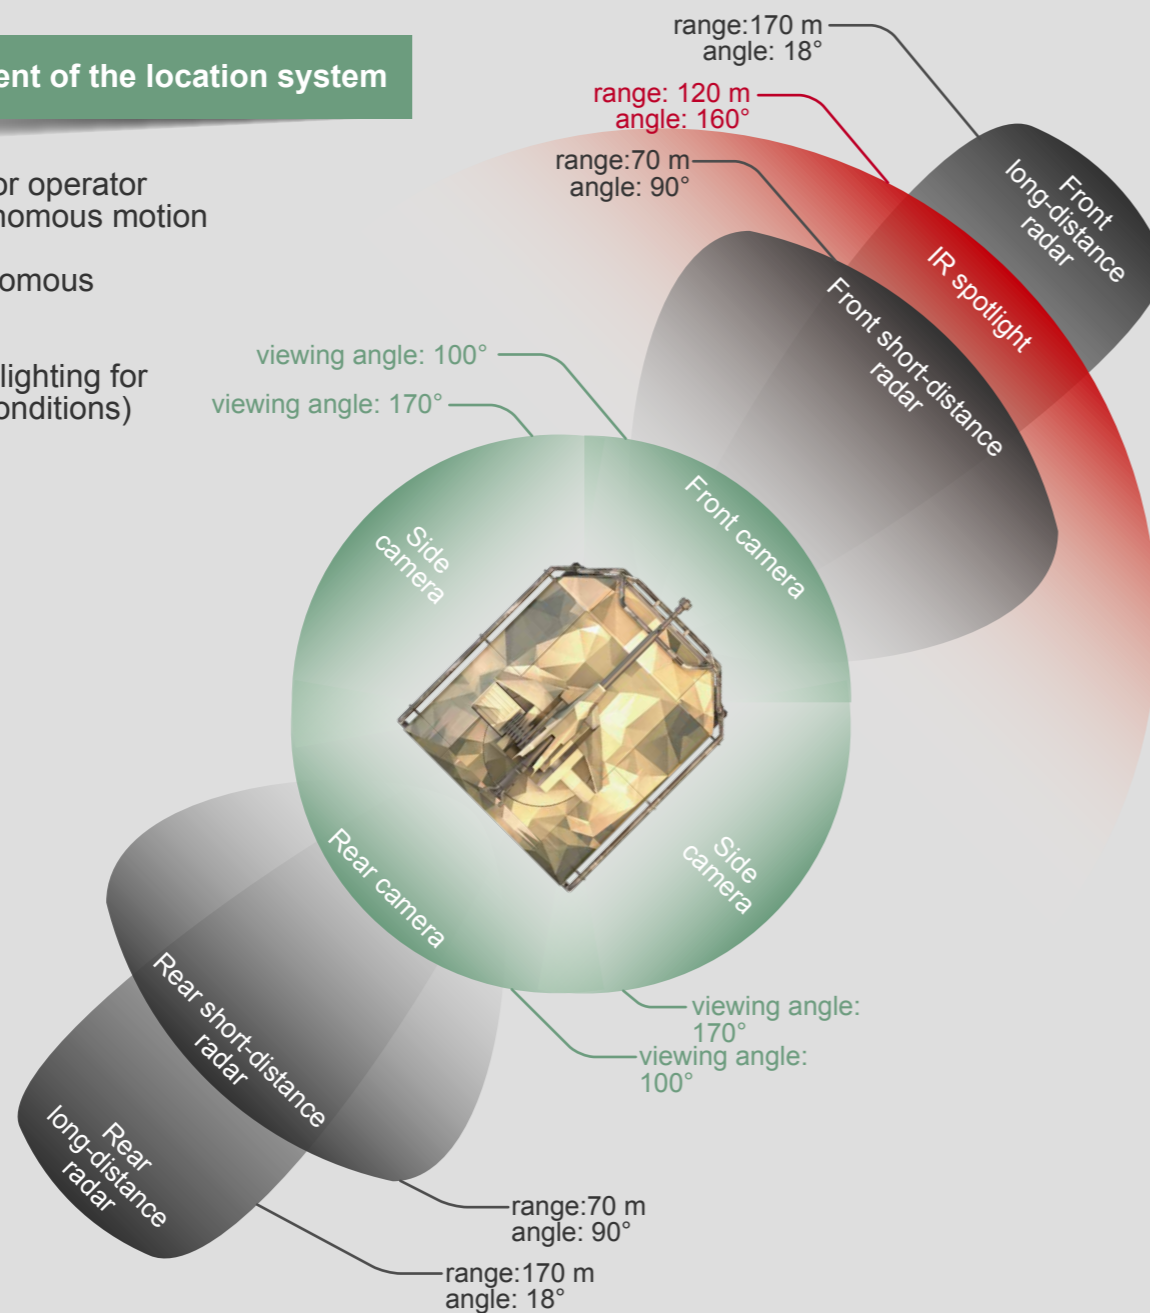 ent of the location system
or operator
nomous motion
omous
lighting for
onditions)
range:170 m
angle: 18°
range: 120 m
angle: 160°
range:70 m
angle: 90°
Front
long-distance
radar
IR spotlight
Front short-distance
radar
viewing angle: 100°
viewing angle: 170°
Front camera
Side
camera
Side
camera
Rear camera
viewing angle:
170°
viewing angle:
100°
Rear short-distance
radar
Rear
long-distance
radar
range:70 m
angle: 90°
range:170 m
angle: 18°